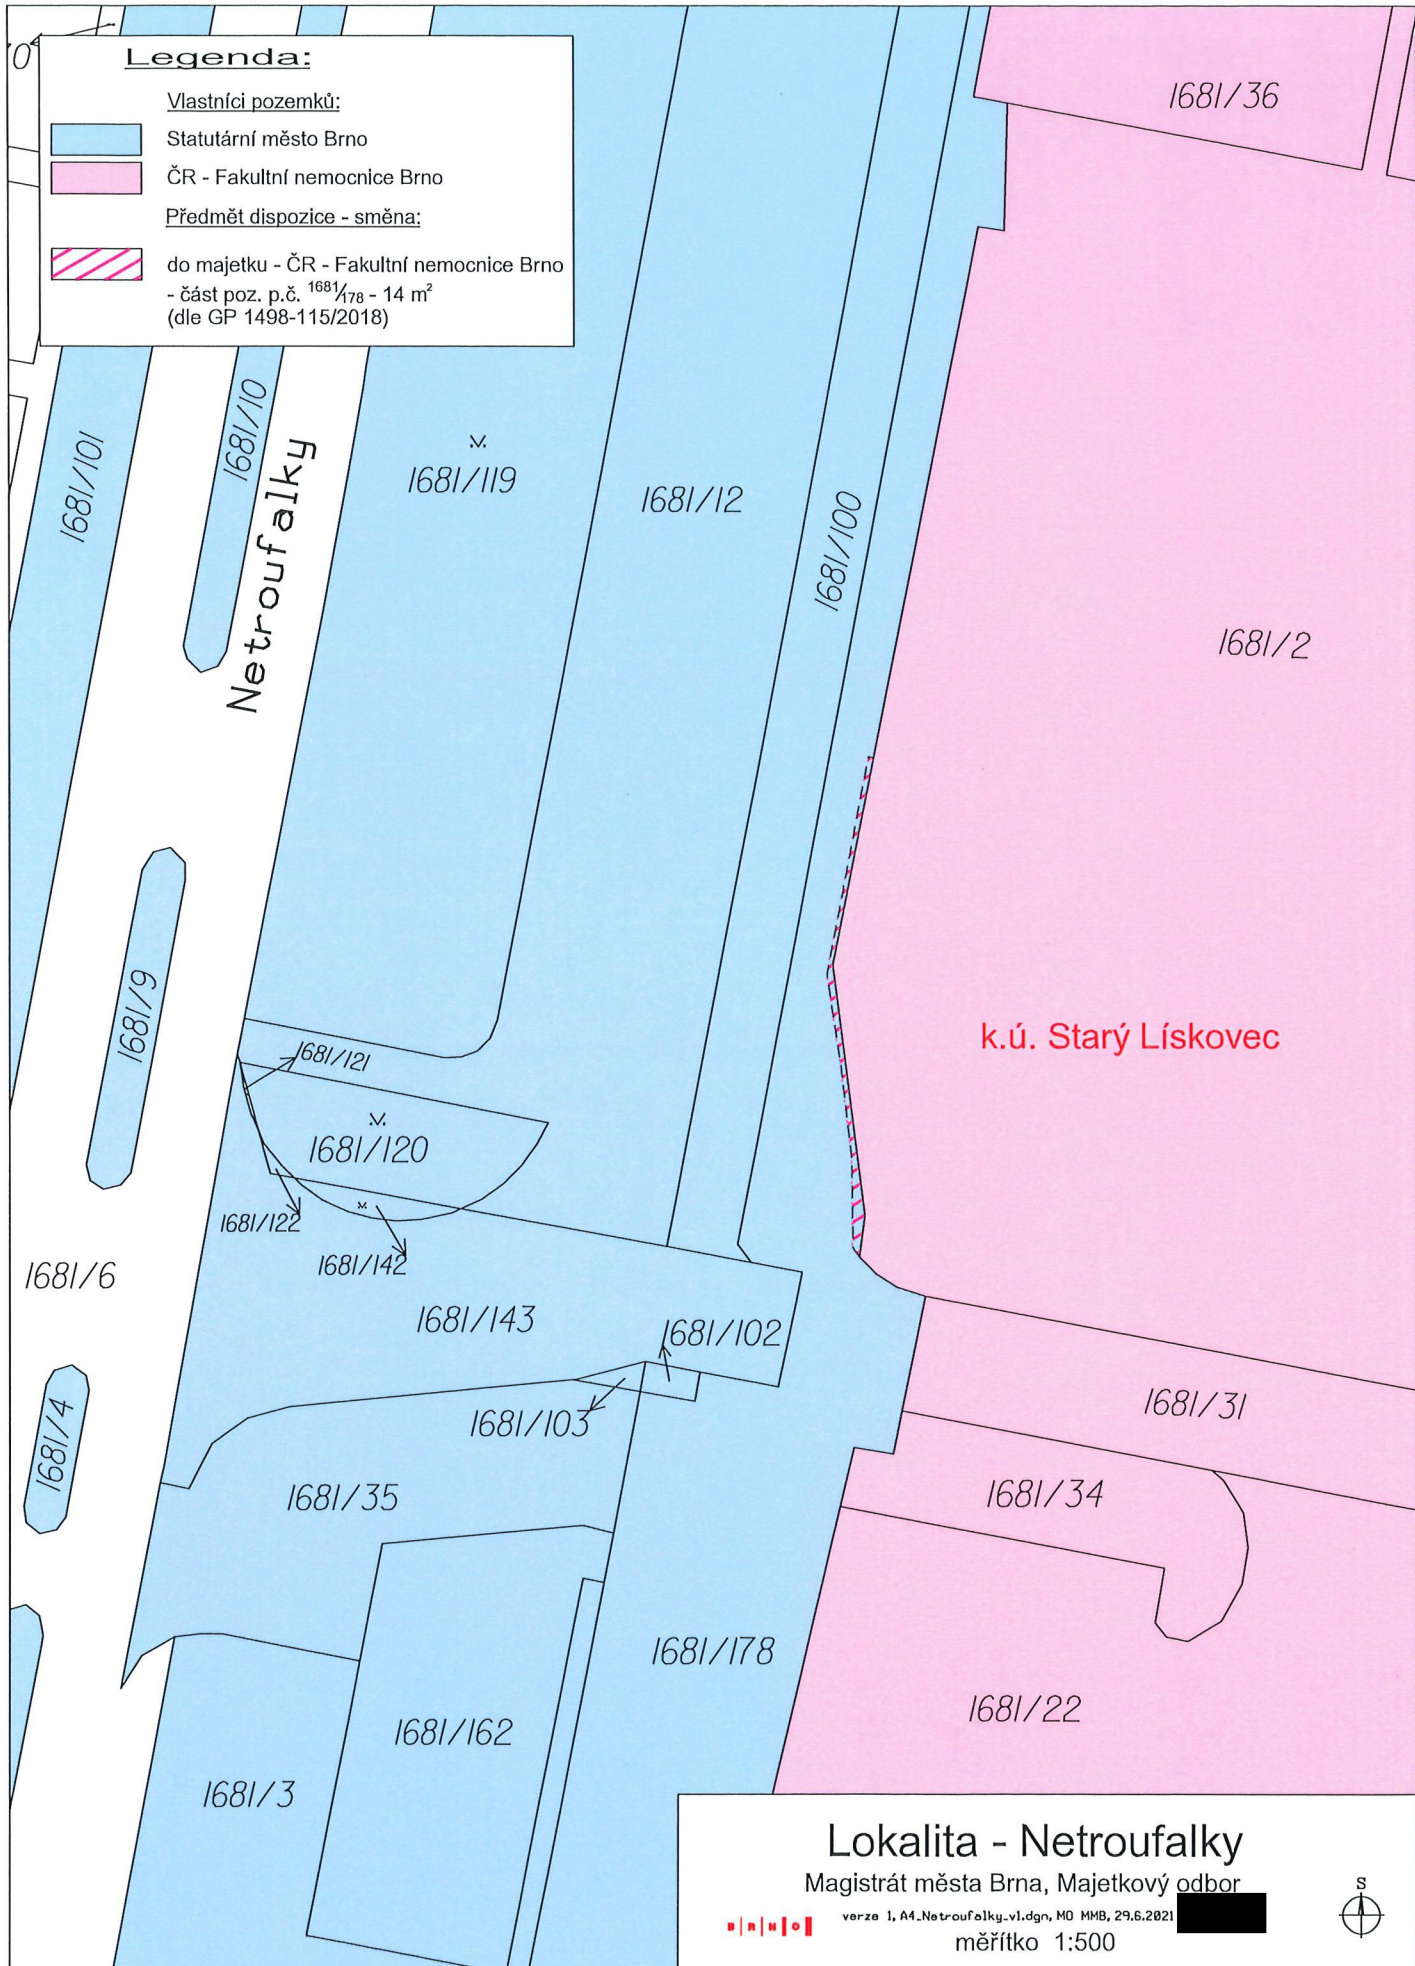 Legenda:
Vlastníci pozemků:
Statutární město Brno
ČR - Fakultní nemocnice Brno
Předmět dispozice - směna:
do majetku - ČR - Fakultní nemocnice Brno
- část poz. p.č. 1681/178 - 14 m²
(dle GP 1498-115/2018)
1681/36
1681/101
1681/10
Netroufalky
1681/119
1681/12
1681/100
1681/2
1681/9
k.ú. Starý Lískovec
1681/121
1681/120
1681/122
1681/142
1681/6
1681/143
1681/102
1681/4
1681/103
1681/31
1681/35
1681/34
1681/178
1681/22
1681/162
1681/3
Lokalita - Netroufalky
Magistrát města Brna, Majetkový odbor
verze 1, A4_Netroufalky_v1.dgn, MO MMB, 29.6.2021
BRNO
měřítko 1:500
S